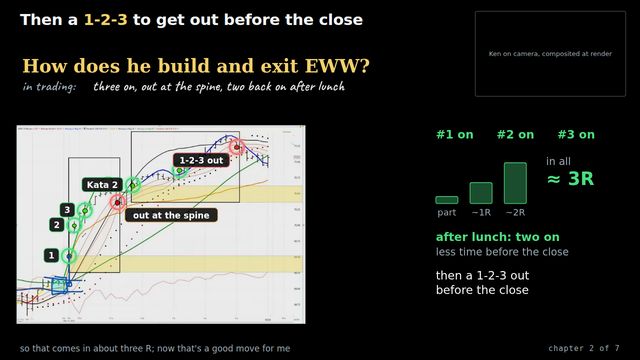 Then a 1-2-3 to get out before the close
Ken on camera, composited at render
How does he build and exit EWW?
in trading: three on, out at the spine, two back on after lunch
#1 on #2 on #3 on
1-2-3 out
in all
≈ 3R
Kata 2
3
out at the spine
2
part ~1R ~2R
after lunch: two on
1
less time before the close
then a 1-2-3 out
before the close
so that comes in about three R; now that's a good move for me
chapter 2 of 7